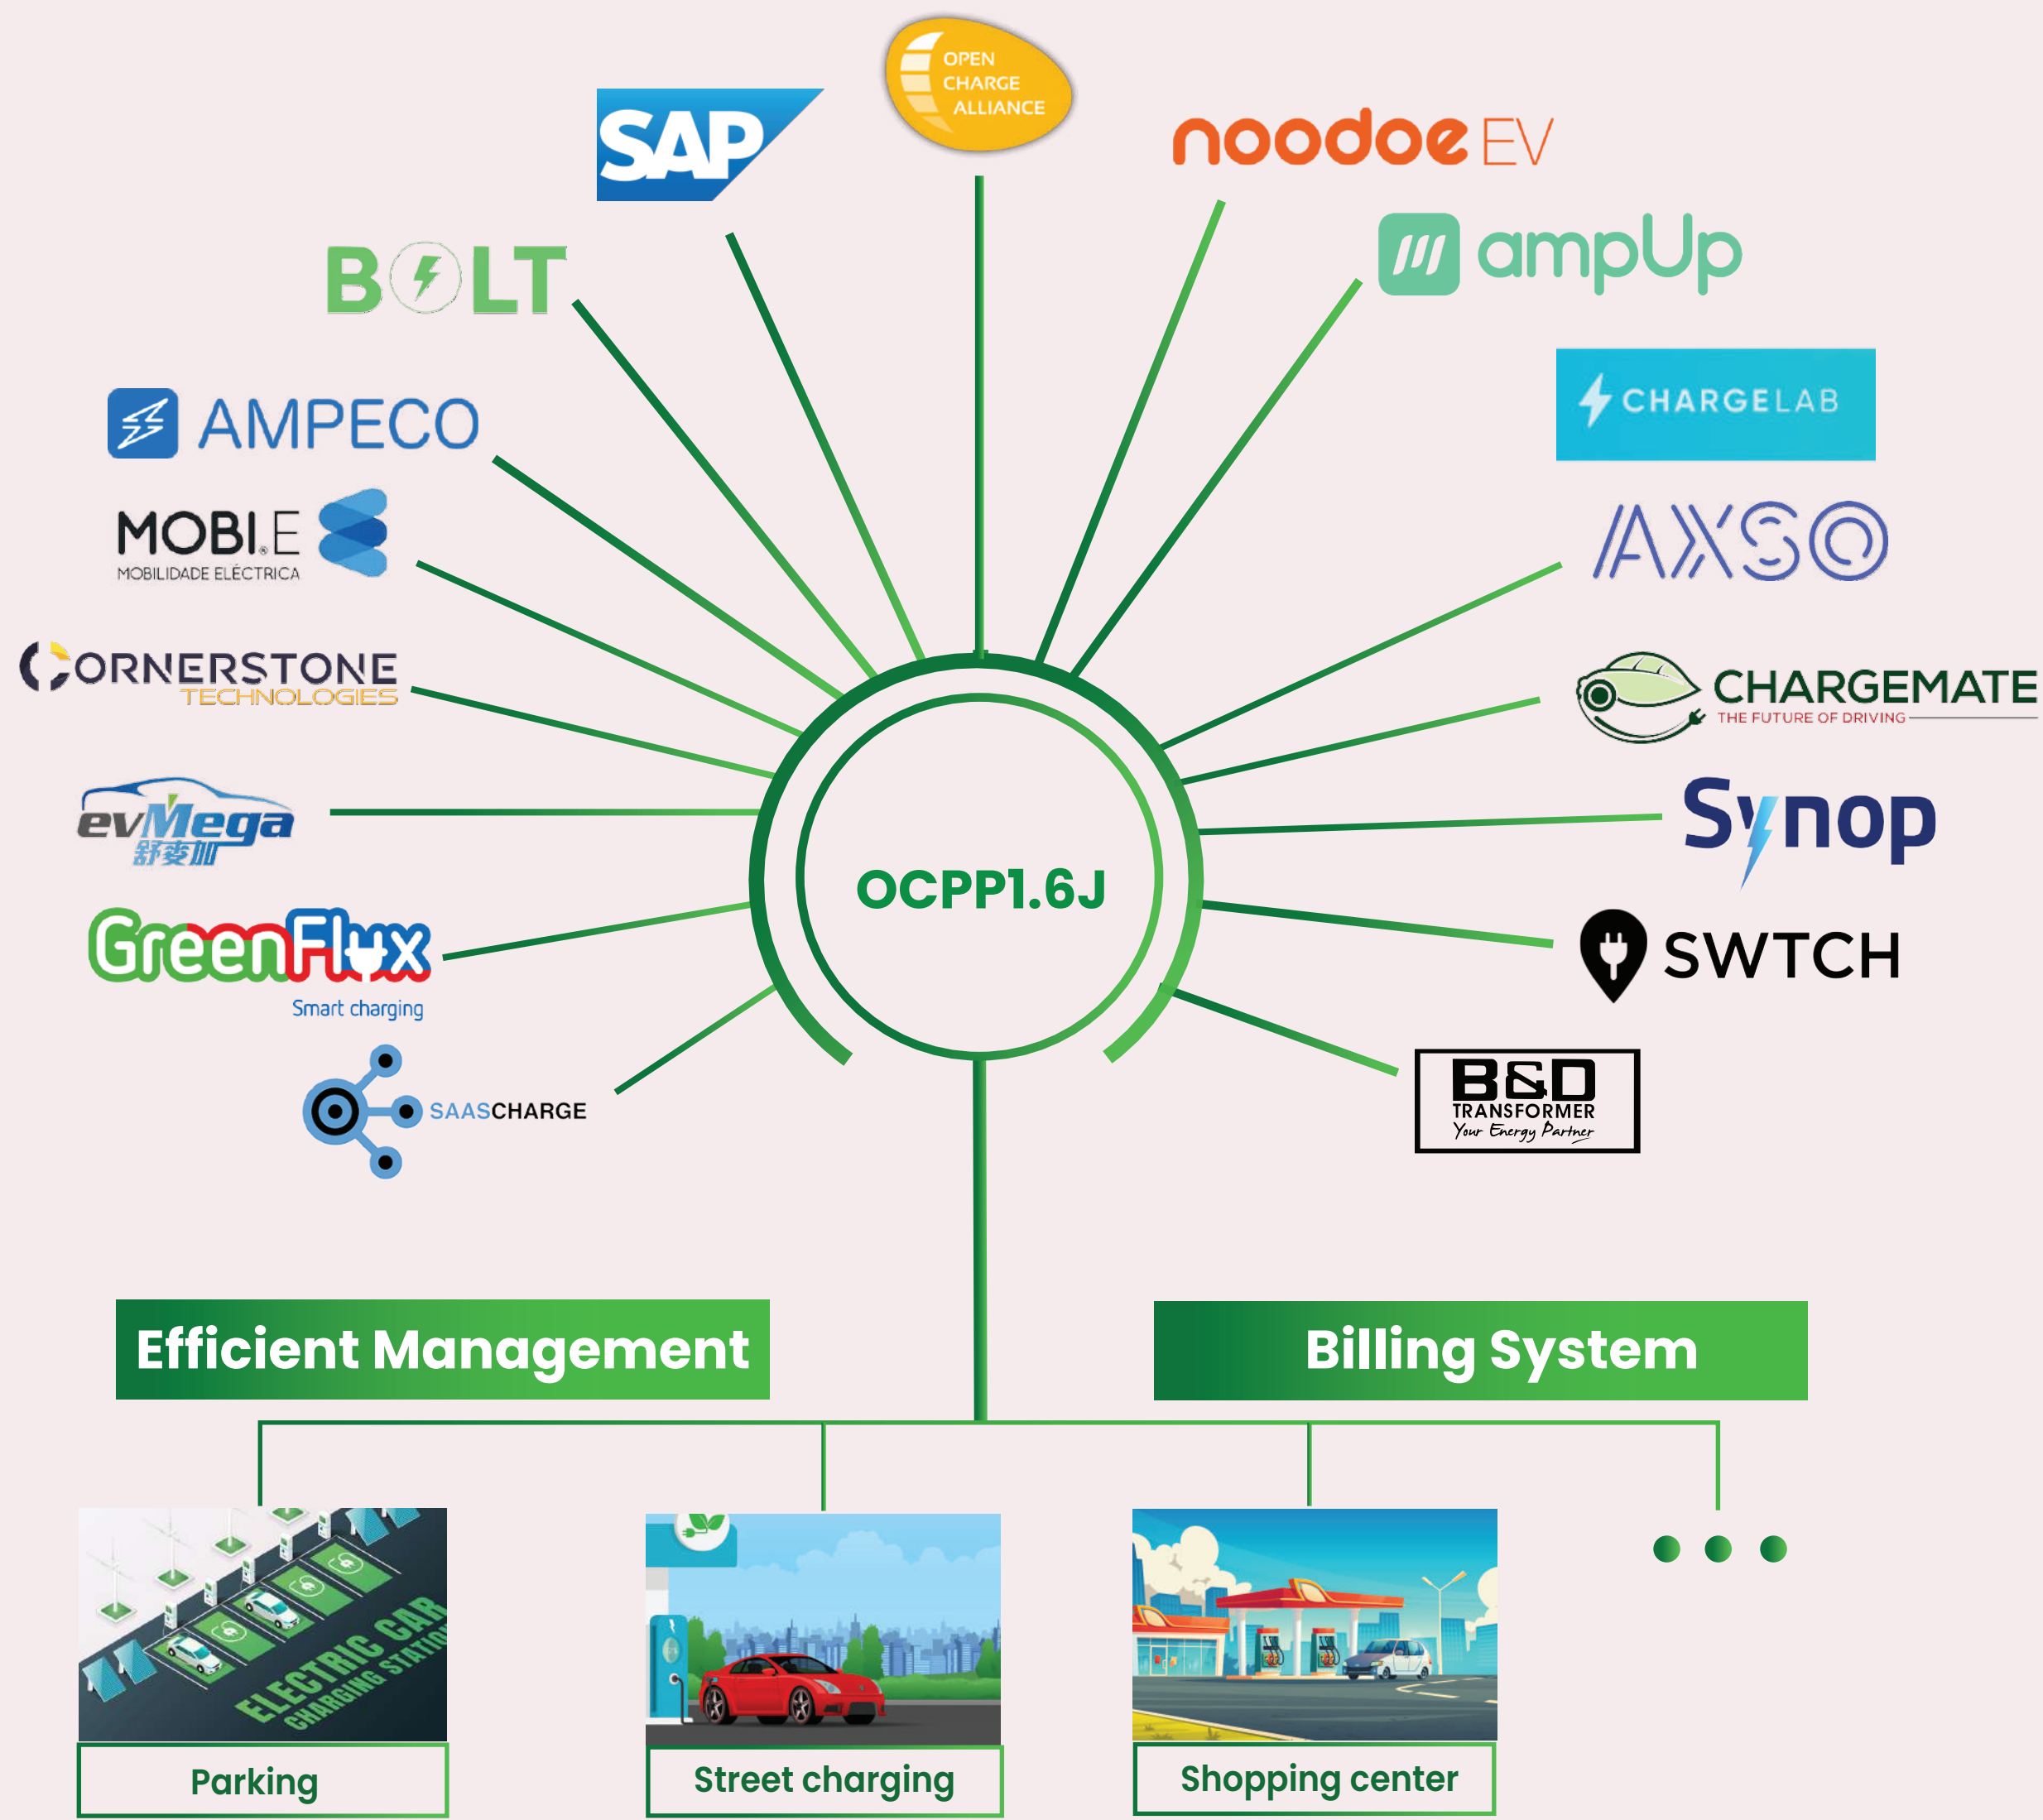 OPEN
CHARGE
ALLIANCE
SAP
noodoe EV
ampUp
BOLT
CHARGELAB
AMPECO
MOBI.E
MOBILIDADE ELÉCTRICA
AXSO
CORNERSTONE
TECHNOLOGIES
CHARGEMATE
THE FUTURE OF DRIVING
evMega
舒麥加
Synop
OCPP1.6J
GreenFlux
Smart charging
SWTCH
SAASCHARGE
B&D
TRANSFORMER
Your Energy Partner
Efficient Management
Billing System
ELECTRIC CAR
CHARGING STATION
Parking
Street charging
Shopping center